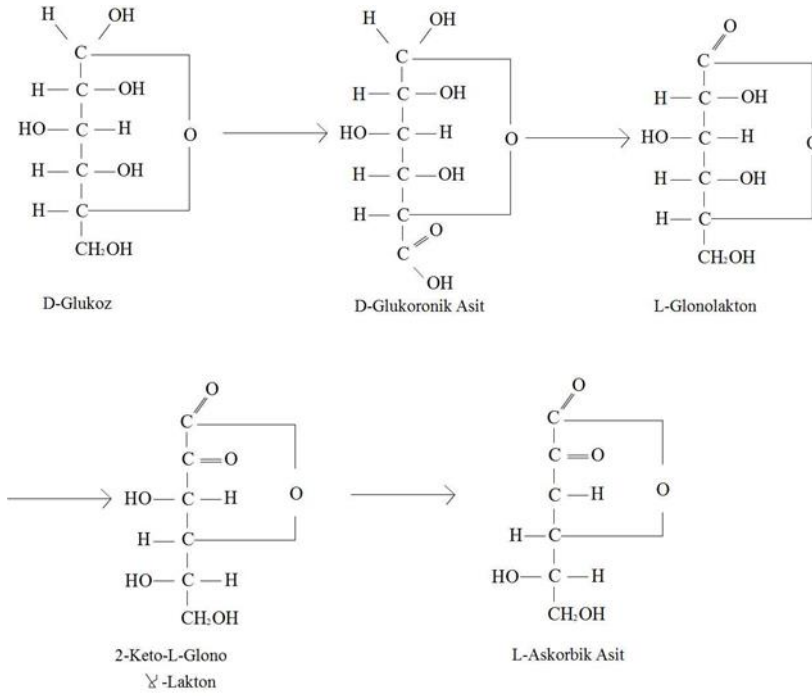 H OH
C
H — C — OH
HO — C — H O
H — C — OH
H — C
CH₂OH
D-Glukoz
H OH
C
H — C — OH
HO — C — H O
H — C — OH
H — C
O
C
OH
D-Glukoronik Asit
O
C
H — C — OH
HO — C — H O
H — C — OH
H — C
CH₂OH
L-Glonolakton
O
C
C = O
HO — C — H O
H — C
HO — C — H
CH₂OH
2-Keto-L-Glono
ɣ-Lakton
O
C
C = O
C — H O
H — C
HO — C — H
CH₂OH
L-Askorbik Asit